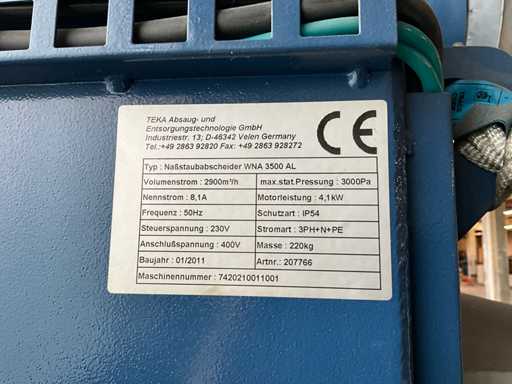 TEKA Absaug- und
Entsorgungstechnologie GmbH
Industriestr. 13; D-46342 Velen Germany
Tel.:+49 2863 92820 Fax: +49 2863 928272
CE
Typ : Naßstaubabscheider WNA 3500 AL
Volumenstrom : 2900m³/h max.stat.Pressung : 3000Pa
Nennstrom : 8,1A Motorleistung : 4,1kW
Frequenz : 50Hz Schutzart : IP54
Steuerspannung : 230V Stromart : 3PH+N+PE
Anschlußspannung : 400V Masse : 220kg
Baujahr : 01/2011 Artnr.: 207766
Maschinennummer : 7420210011001